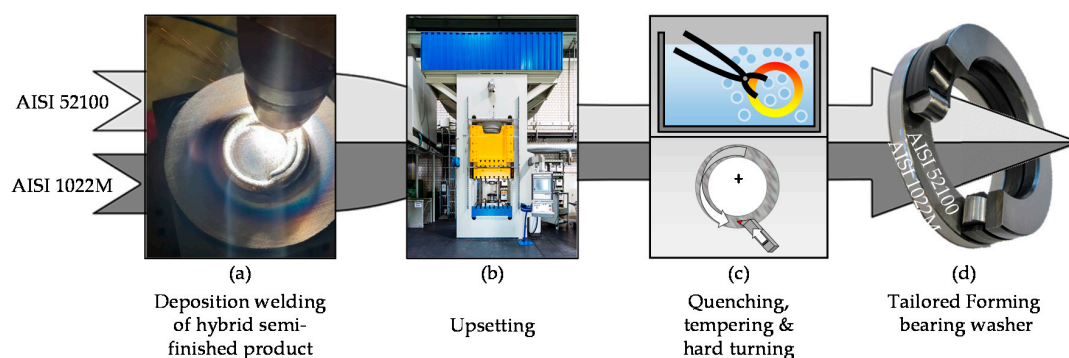 AISI 52100
AISI 1022M
AISI 52100
AISI 1022M
(a)
(b)
(c)
(d)
Deposition welding
of hybrid semi-
finished product
Upsetting
Quenching,
tempering &
hard turning
Tailored Forming
bearing washer